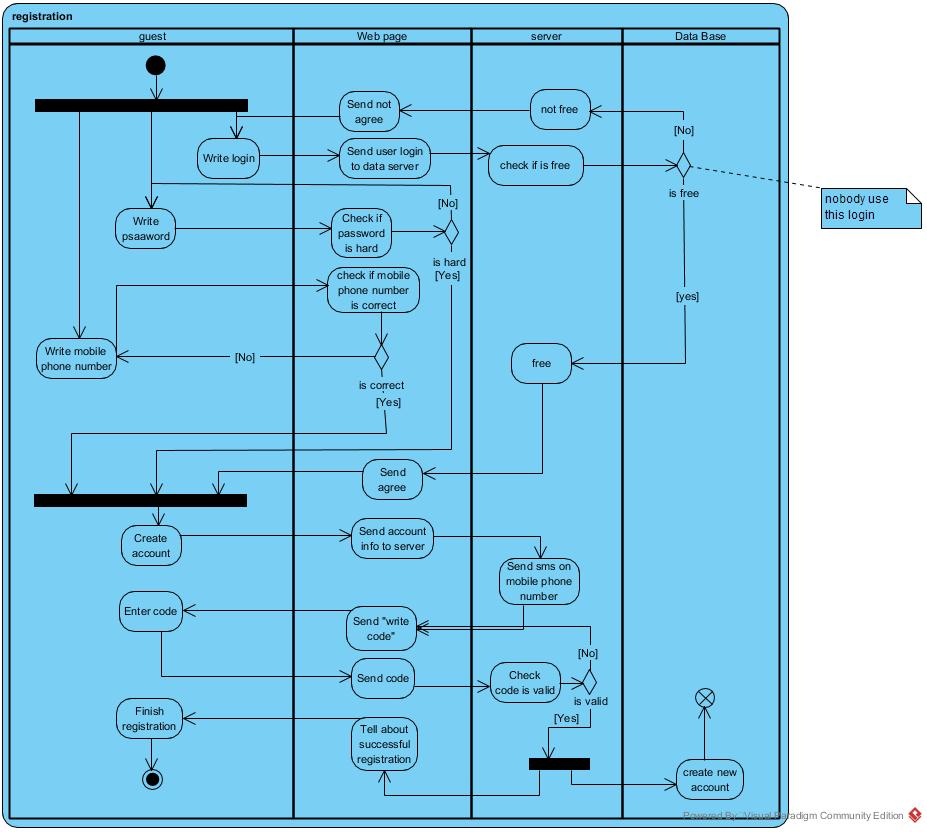 registration
guest
Web page
server
Data Base
Send not
agree
not free
[No]
Write login
Send user login
to data server
check if is free
is free
nobody use
this login
[No]
Write
psaaword
Check if
password
is hard
is hard
[Yes]
check if mobile
phone number
is correct
[yes]
Write mobile
phone number
[No]
free
is correct
[Yes]
Send
agree
Create
account
Send account
info to server
Send sms on
mobile phone
number
Enter code
Send "write
code"
[No]
Send code
Check
code is valid
is valid
[Yes]
Finish
registration
Tell about
successful
registration
create new
account
Powered By Visual Paradigm Community Edition